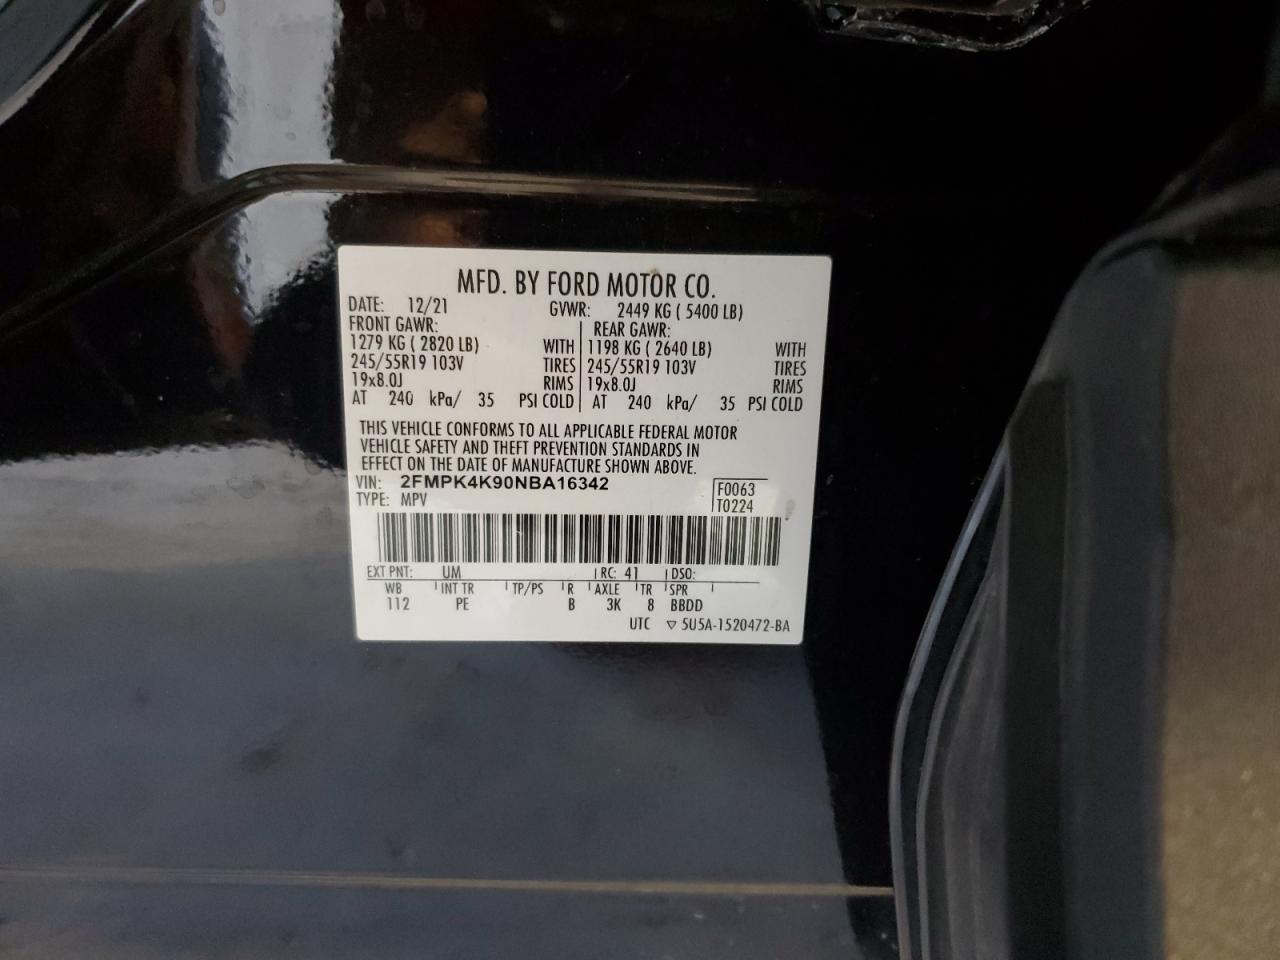 MFD. BY FORD MOTOR CO.
DATE: 12/21 GVWR: 2449 KG ( 5400 LB)
FRONT GAWR: REAR GAWR:
1279 KG ( 2820 LB) WITH 1198 KG ( 2640 LB) WITH
245/55R19 103V TIRES 245/55R19 103V TIRES
19x8.0J RIMS 19x8.0J RIMS
AT 240 kPa/ 35 PSI COLD AT 240 kPa/ 35 PSI COLD
THIS VEHICLE CONFORMS TO ALL APPLICABLE FEDERAL MOTOR
VEHICLE SAFETY AND THEFT PREVENTION STANDARDS IN
EFFECT ON THE DATE OF MANUFACTURE SHOWN ABOVE.
VIN: 2FMPK4K90NBA16342 F0063
TYPE: MPV T0224
EXT PNT: UM RC: 41 DSO:
WB INT TR TP/PS R AXLE TR SPR
112 PE B 3K 8 BBDD
UTC ▽ 5U5A-1520472-BA